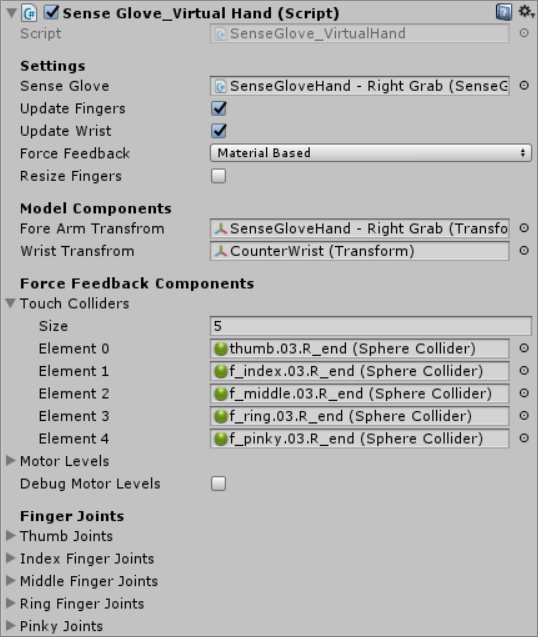 Sense Glove_Virtual Hand (Script)
Script SenseGlove_VirtualHand
Settings
Sense Glove SenseGloveHand - Right Grab (SenseG
Update Fingers
Update Wrist
Force Feedback Material Based
Resize Fingers
Model Components
Fore Arm Transfrom SenseGloveHand - Right Grab (Transfo
Wrist Transfrom CounterWrist (Transform)
Force Feedback Components
Touch Colliders
Size 5
Element 0 thumb.03.R_end (Sphere Collider)
Element 1 f_index.03.R_end (Sphere Collider)
Element 2 f_middle.03.R_end (Sphere Collider)
Element 3 f_ring.03.R_end (Sphere Collider)
Element 4 f_pinky.03.R_end (Sphere Collider)
Motor Levels
Debug Motor Levels
Finger Joints
Thumb Joints
Index Finger Joints
Middle Finger Joints
Ring Finger Joints
Pinky Joints